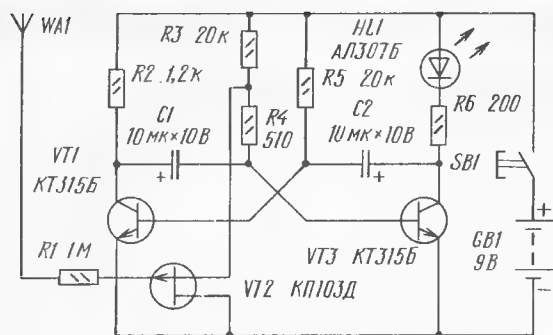 WA1
R3 20к
HL1
АЛ307Б
R2 1,2к
R5 20к
C1
10мк×10В
R4
510
C2
10мк×10В
R6 200
SB1
VT1
КТ315Б
+
+
R1 1М
VT2 КП103Д
VT3 КТ315Б
GB1
9В
+
−